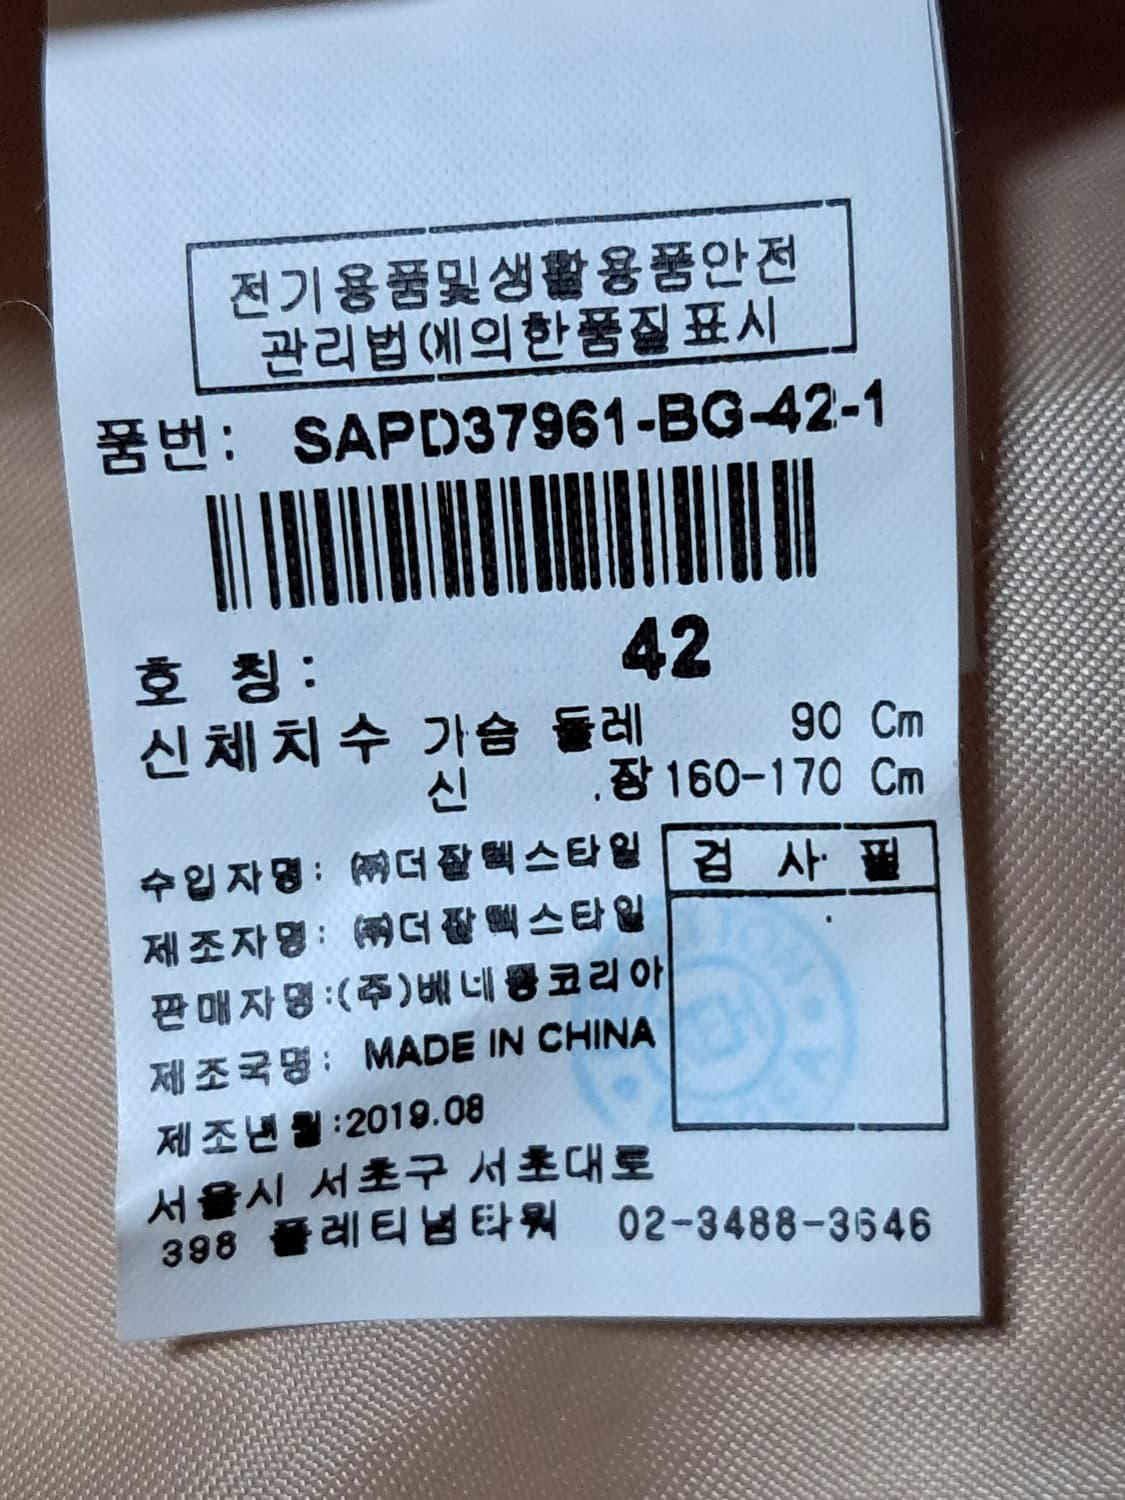 전기용품및생활용품안전
관리법에의한품질표시
품번: SAPD37961-BG-42-1
호 칭: 42
신체치수 가슴 둘레 90 Cm
신 장 160-170 Cm
수입자명: ㈜더잘텍스타일
검 사 필
제조자명: ㈜더잘텍스타일
판매자명:(주)베네통코리아
제조국명: MADE IN CHINA
제조년월:2019.08
서울시 서초구 서초대로
398 플레티넘타워 02-3488-3646